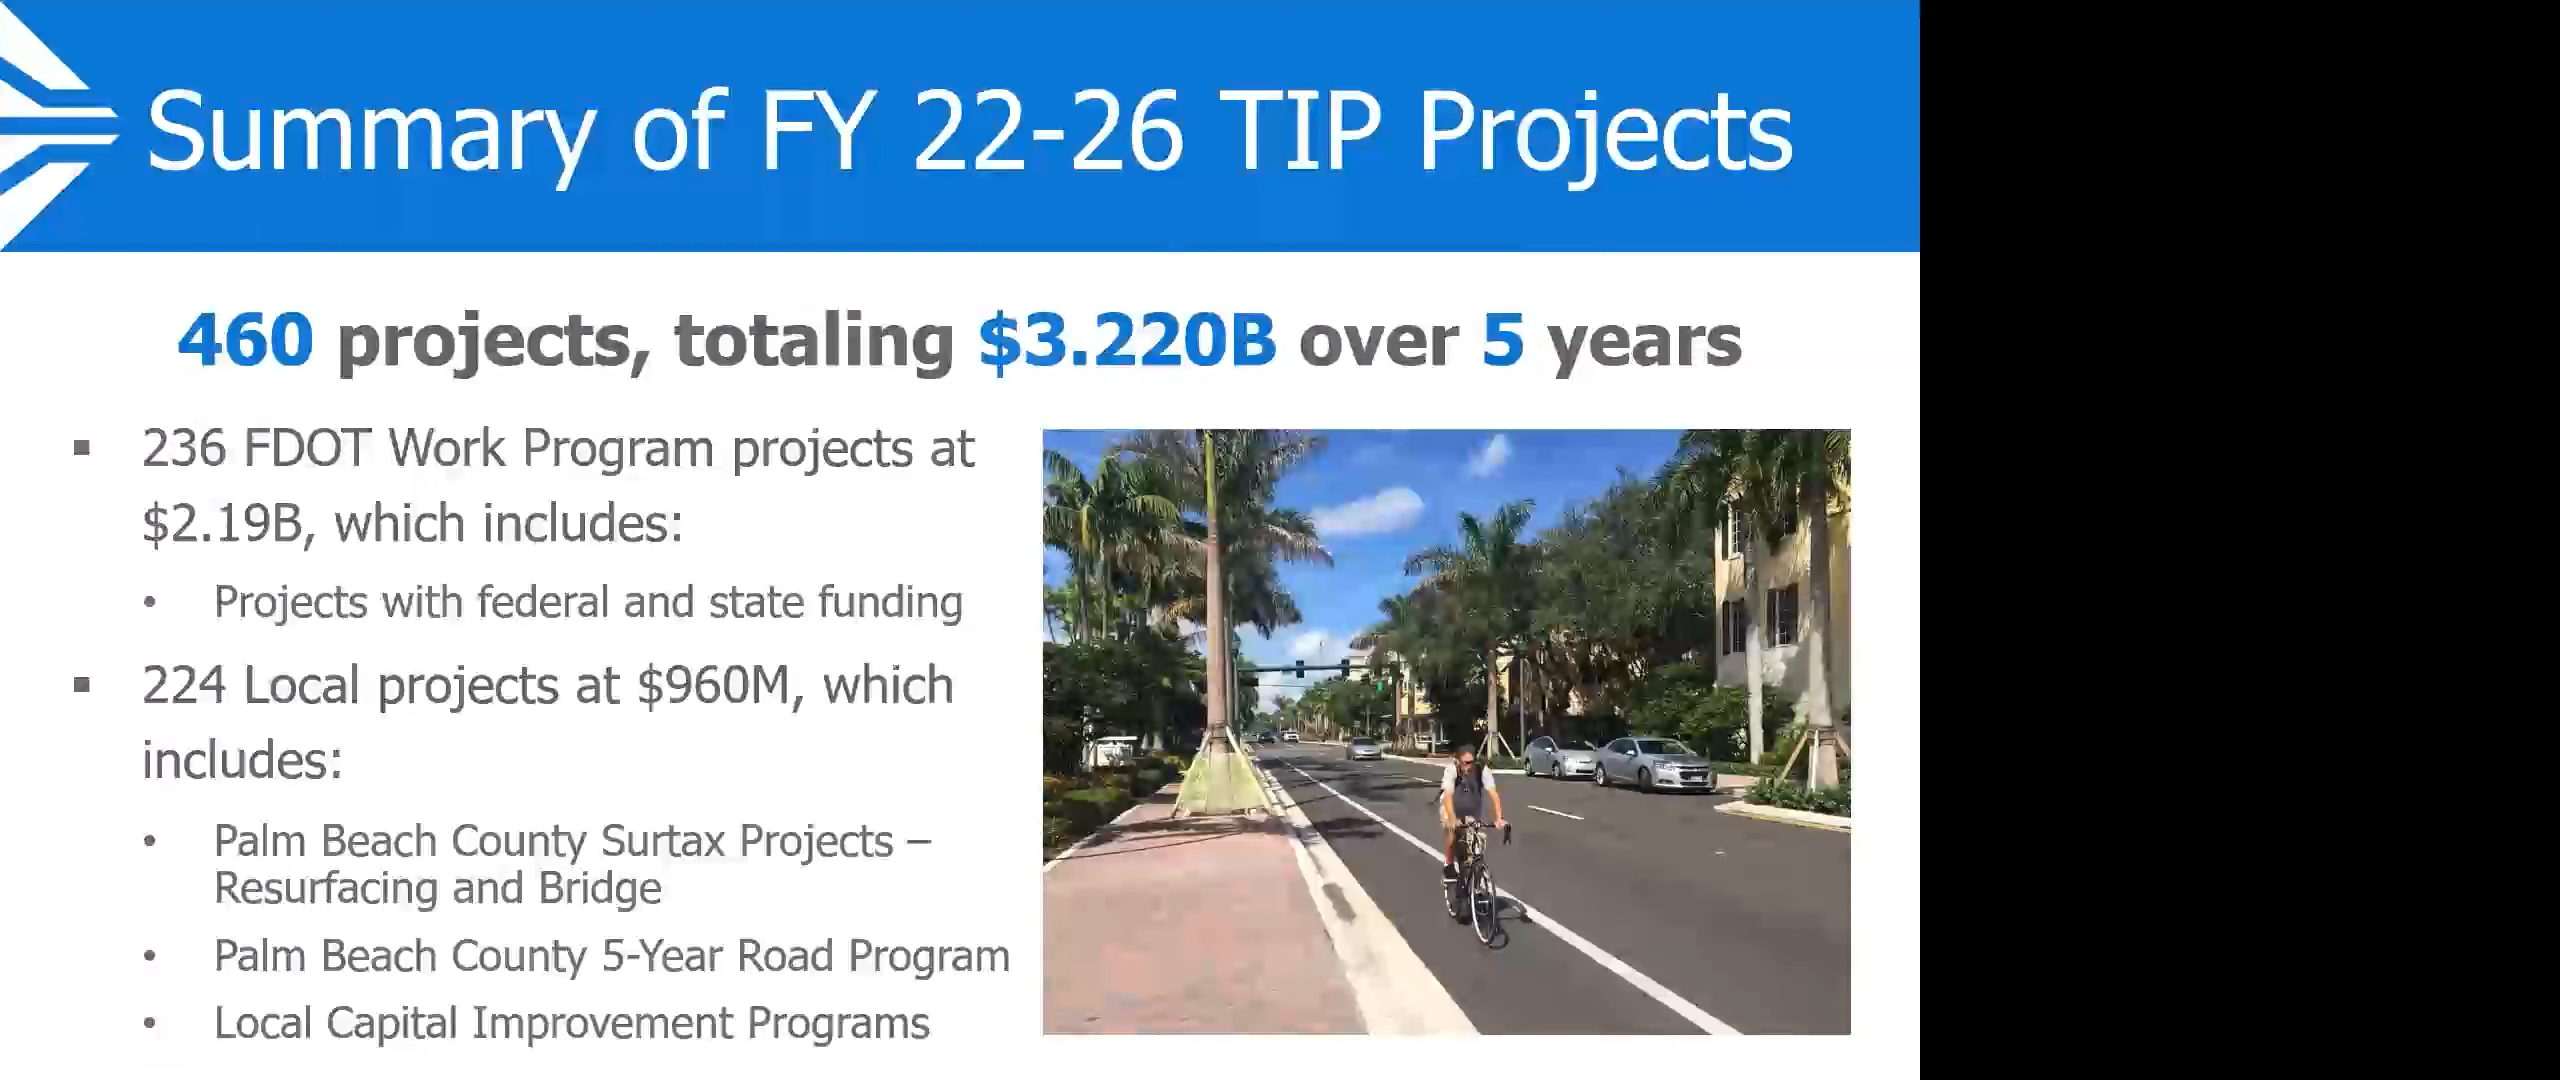 Summary of FY 22-26 TIP Projects
460 projects, totaling $3.220B over 5 years
▪ 236 FDOT Work Program projects at
$2.19B, which includes:
• Projects with federal and state funding
▪ 224 Local projects at $960M, which
includes:
• Palm Beach County Surtax Projects –
Resurfacing and Bridge
• Palm Beach County 5-Year Road Program
• Local Capital Improvement Programs